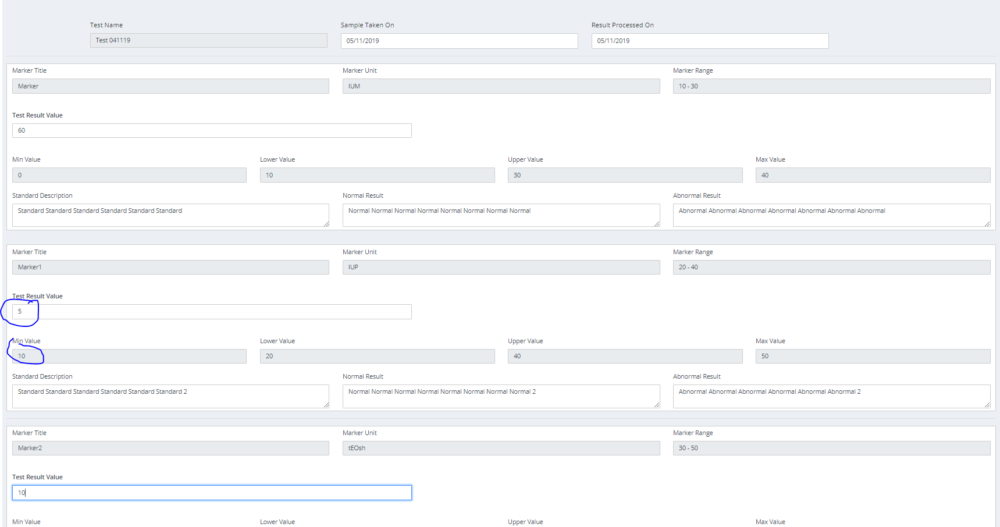 Test Name Sample Taken On Result Processed On
Test 041119 05/11/2019 05/11/2019
Marker Title Marker Unit Marker Range
Marker IUM 10 - 30
Test Result Value
60
Min Value Lower Value Upper Value Max Value
0 10 30 40
Standard Description Normal Result Abnormal Result
Standard Standard Standard Standard Standard Standard Normal Normal Normal Normal Normal Normal Normal Normal Abnormal Abnormal Abnormal Abnormal Abnormal Abnormal Abnormal
Marker Title Marker Unit Marker Range
Marker1 IUP 20 - 40
Test Result Value
5
Min Value Lower Value Upper Value Max Value
10 20 40 50
Standard Description Normal Result Abnormal Result
Standard Standard Standard Standard Standard Standard 2 Normal Normal Normal Normal Normal Normal Normal Normal 2 Abnormal Abnormal Abnormal Abnormal Abnormal Abnormal 2
Marker Title Marker Unit Marker Range
Marker2 tEOsh 30 - 50
Test Result Value
10
Min Value Lower Value Upper Value Max Value